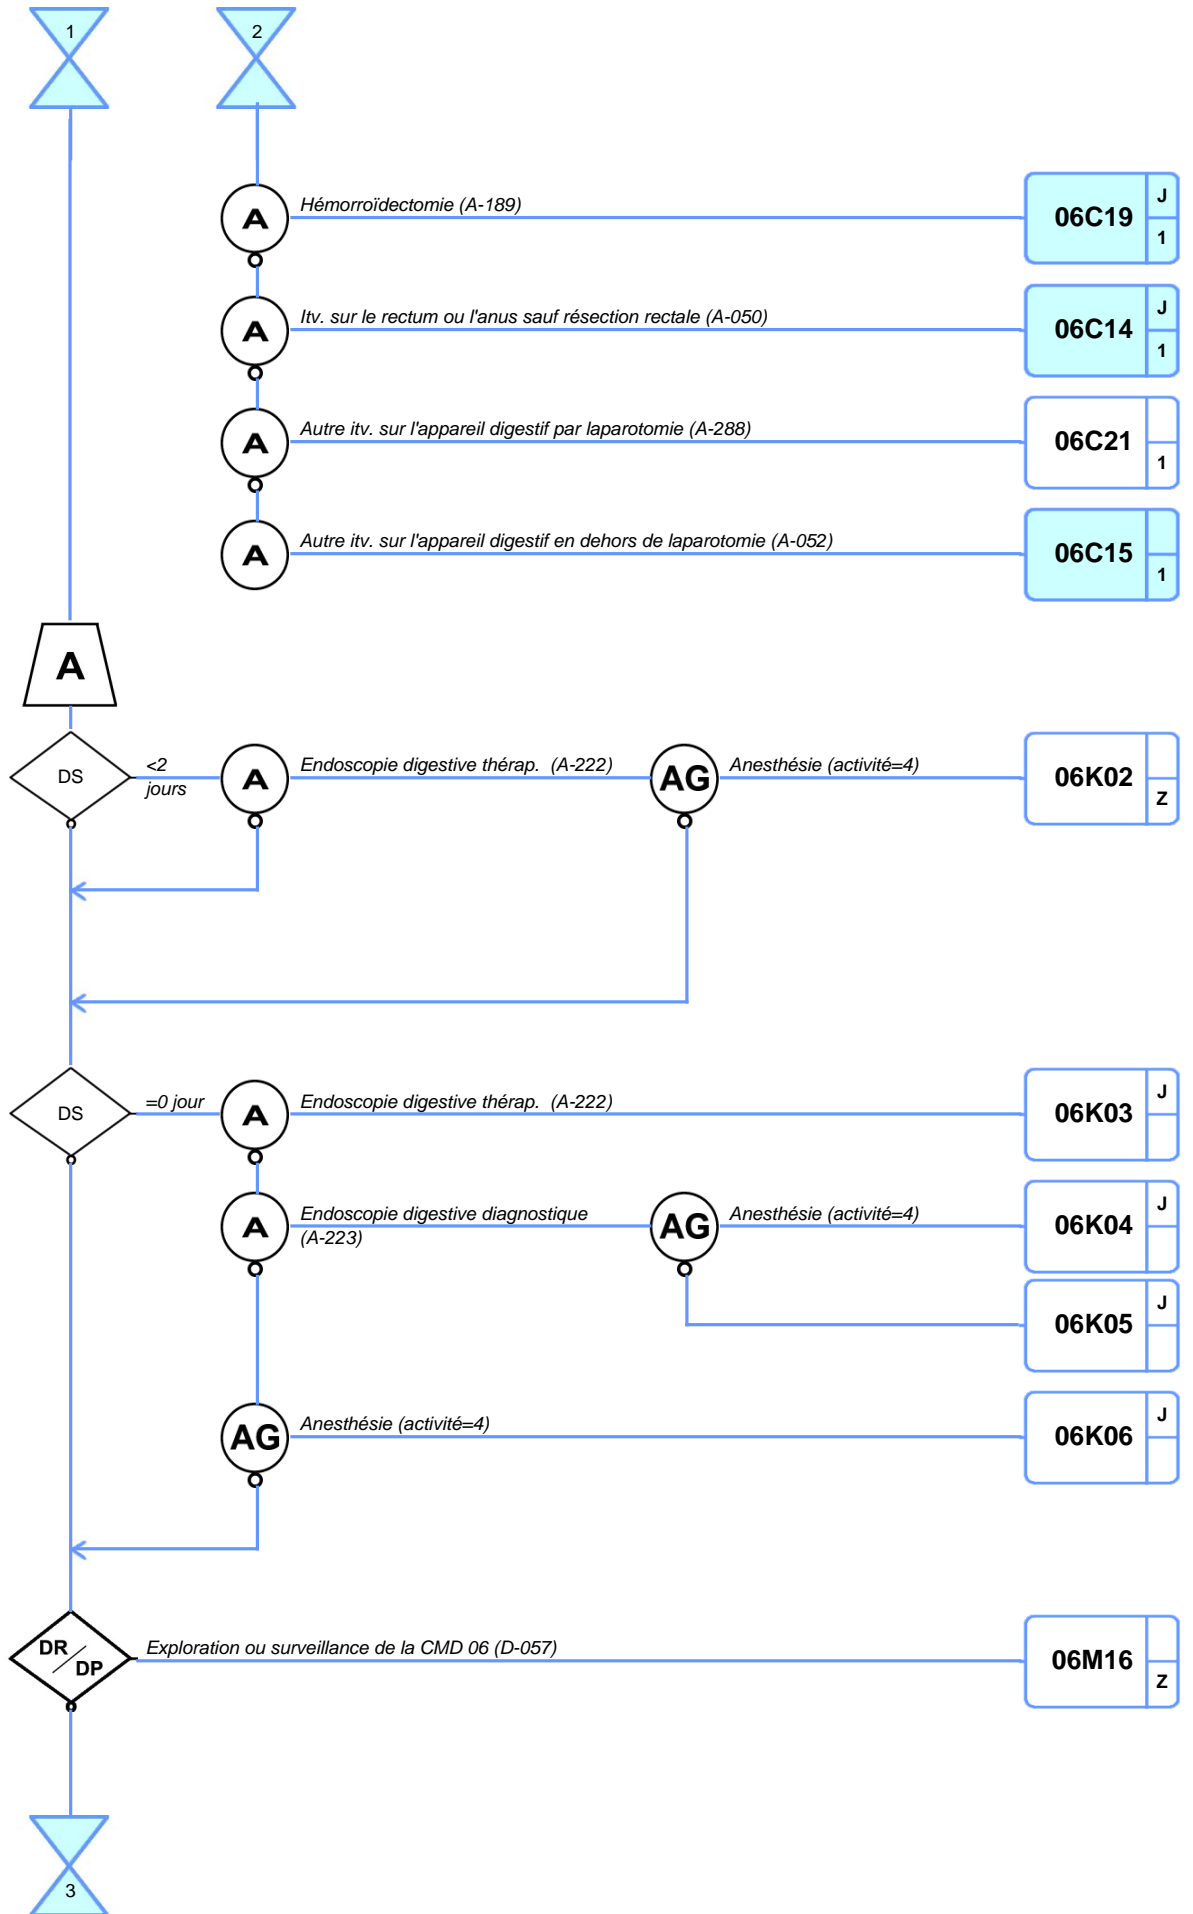 1
2
A
Hémorroïdectomie (A-189)
06C19
J
1
A
Itv. sur le rectum ou l'anus sauf résection rectale (A-050)
06C14
J
1
A
Autre itv. sur l'appareil digestif par laparotomie (A-288)
06C21
1
A
Autre itv. sur l'appareil digestif en dehors de laparotomie (A-052)
06C15
1
A
DS
<2
jours
A
Endoscopie digestive thérap. (A-222)
AG
Anesthésie (activité=4)
06K02
Z
DS
=0 jour
A
Endoscopie digestive thérap. (A-222)
06K03
J
A
Endoscopie digestive diagnostique
(A-223)
AG
Anesthésie (activité=4)
06K04
J
06K05
J
AG
Anesthésie (activité=4)
06K06
J
DR
DP
Exploration ou surveillance de la CMD 06 (D-057)
06M16
Z
3